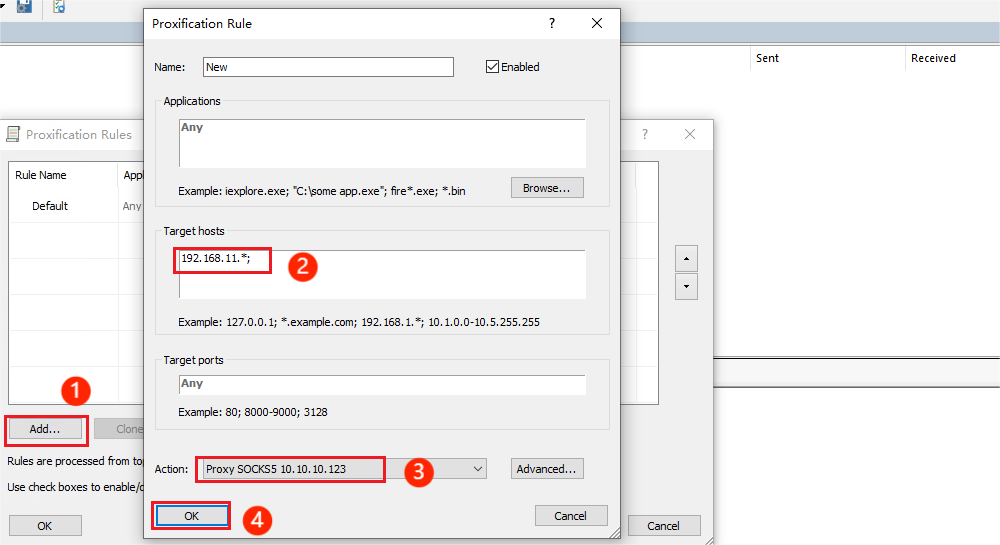 Proxification Rule
?
Name:
New
Enabled
Sent
Received
Applications
Any
Example: iexplore.exe; "C:\some app.exe"; fire*.exe; *.bin
Browse...
Proxification Rules
?
Rule Name
Appl
Default
Any
Target hosts
192.168.11.*;
2
Example: 127.0.0.1; *.example.com; 192.168.1.*; 10.1.0.0-10.5.255.255
Target ports
Any
Example: 80; 8000-9000; 3128
1
Add...
Clone
Rules are processed from top
Use check boxes to enable/d
Action:
Proxy SOCKS5 10.10.10.123
3
Advanced...
OK
4
Cancel
OK
Cancel